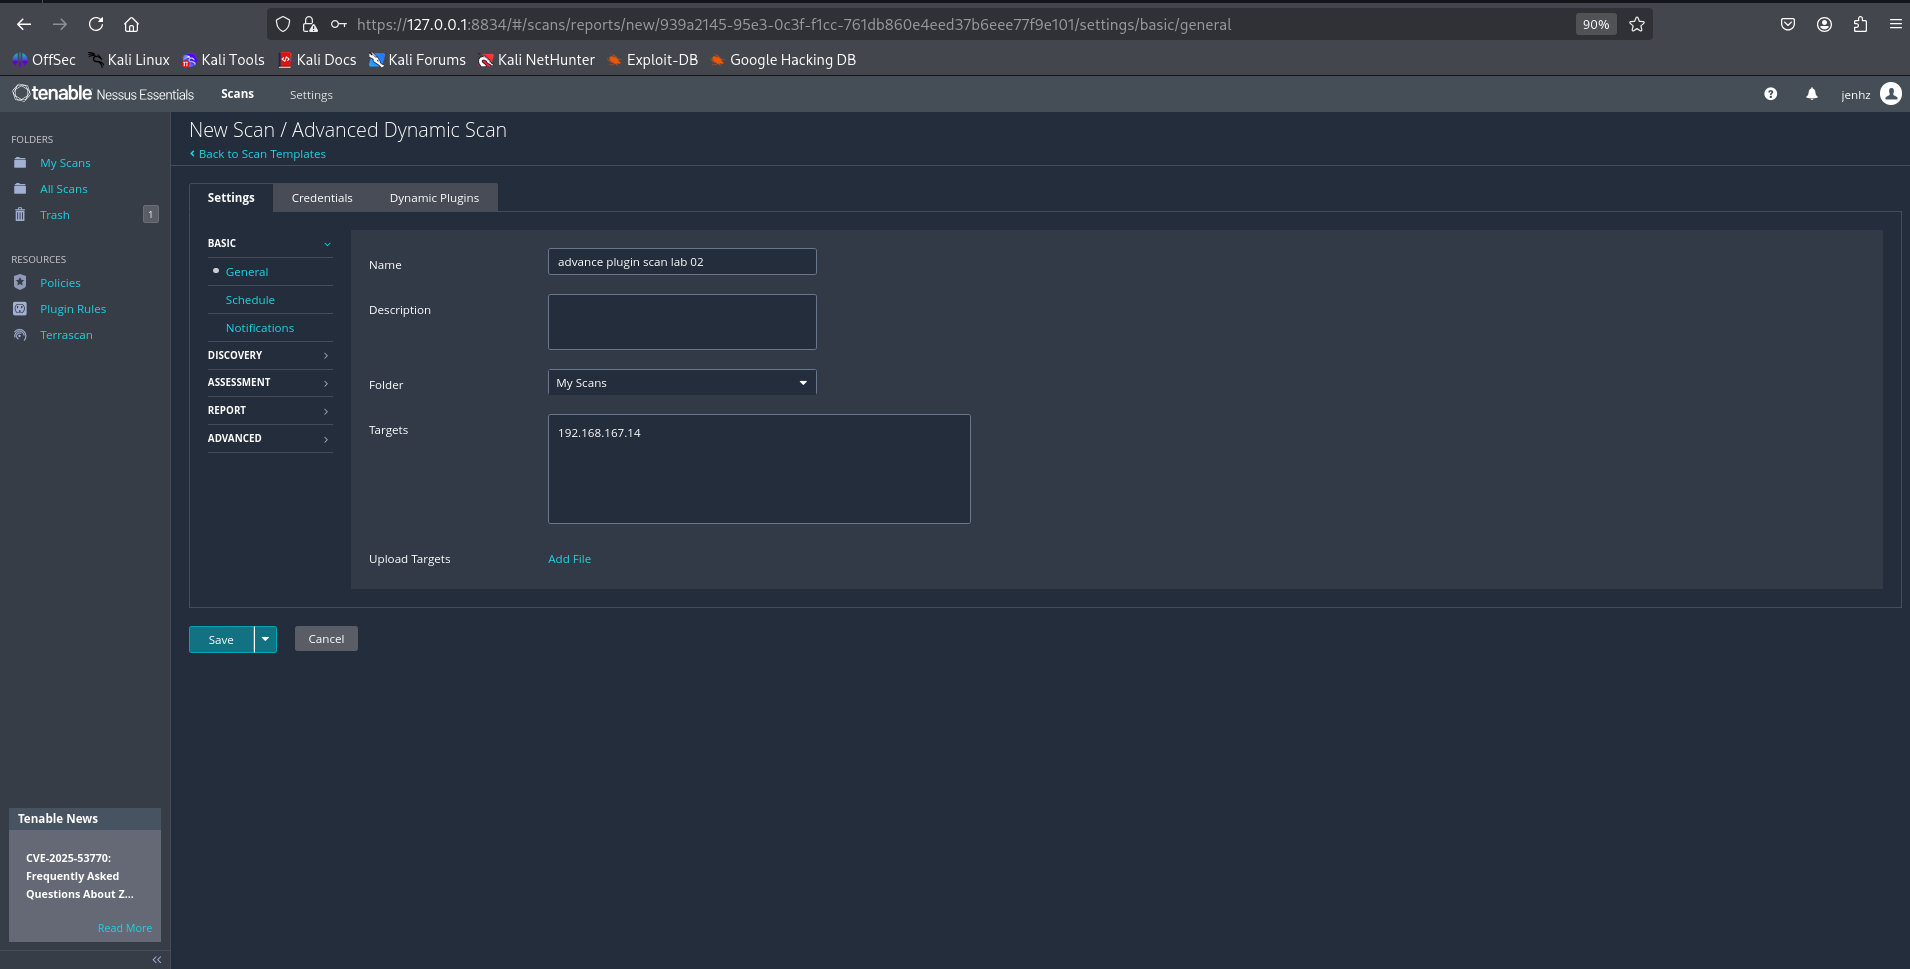 https://127.0.0.1:8834/#/scans/reports/new/939a2145-95e3-0c3f-f1cc-761db860e4eed37b6eee77f9e101/settings/basic/general
90%
OffSec Kali Linux Kali Tools Kali Docs Kali Forums Kali NetHunter Exploit-DB Google Hacking DB
tenable Nessus Essentials Scans Settings jenhz
FOLDERS
My Scans
All Scans
Trash 1
RESOURCES
Policies
Plugin Rules
Terrascan
New Scan / Advanced Dynamic Scan
Back to Scan Templates
Settings Credentials Dynamic Plugins
BASIC
General
Schedule
Notifications
DISCOVERY
ASSESSMENT
REPORT
ADVANCED
Name advance plugin scan lab 02
Description
Folder My Scans
Targets 192.168.167.14
Upload Targets Add File
Save Cancel
Tenable News
CVE-2025-53770:
Frequently Asked
Questions About Z...
Read More